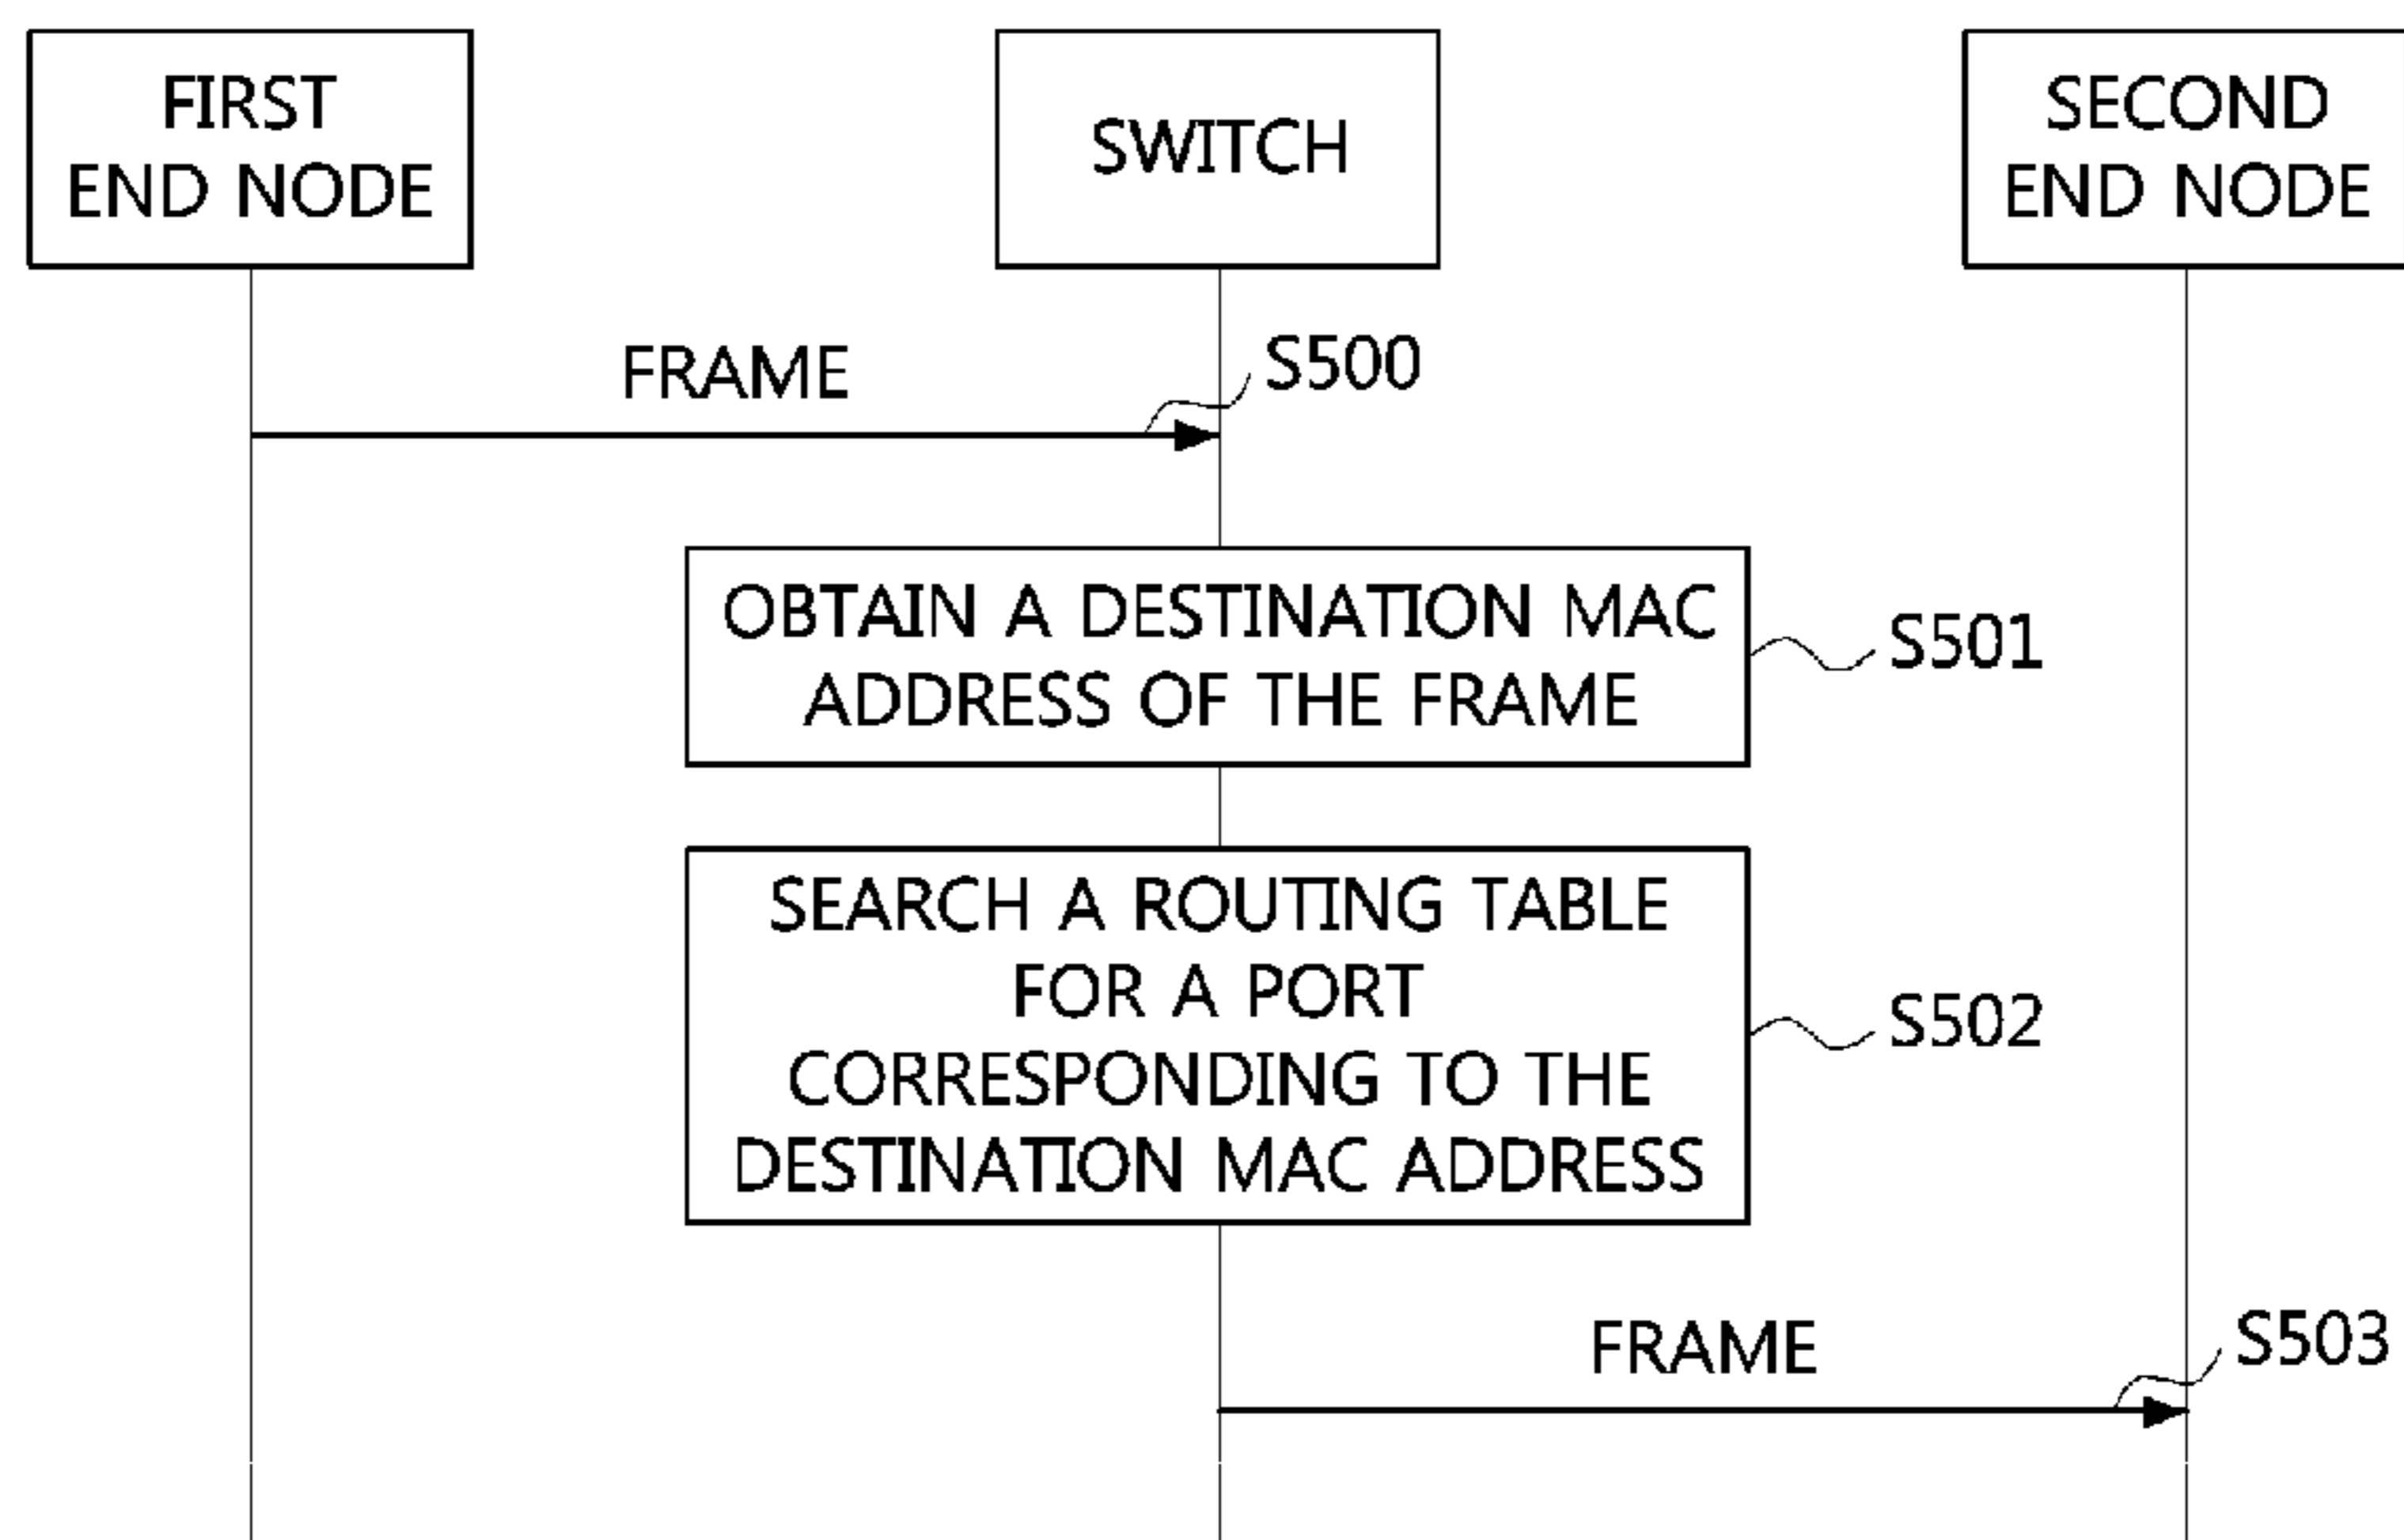 FIRST
END NODE
SWITCH
SECOND
END NODE
FRAME
S500
OBTAIN A DESTINATION MAC
ADDRESS OF THE FRAME
S501
SEARCH A ROUTING TABLE
FOR A PORT
CORRESPONDING TO THE
DESTINATION MAC ADDRESS
S502
FRAME
S503